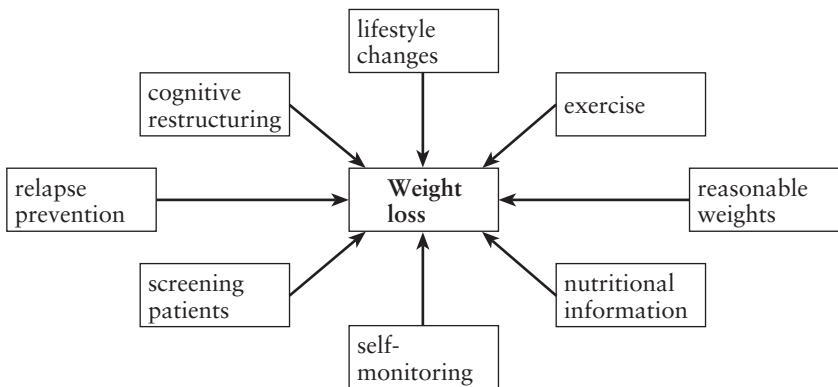 lifestyle
changes
cognitive
restructuring
exercise
relapse
prevention
Weight
loss
reasonable
weights
screening
patients
nutritional
information
self-
monitoring